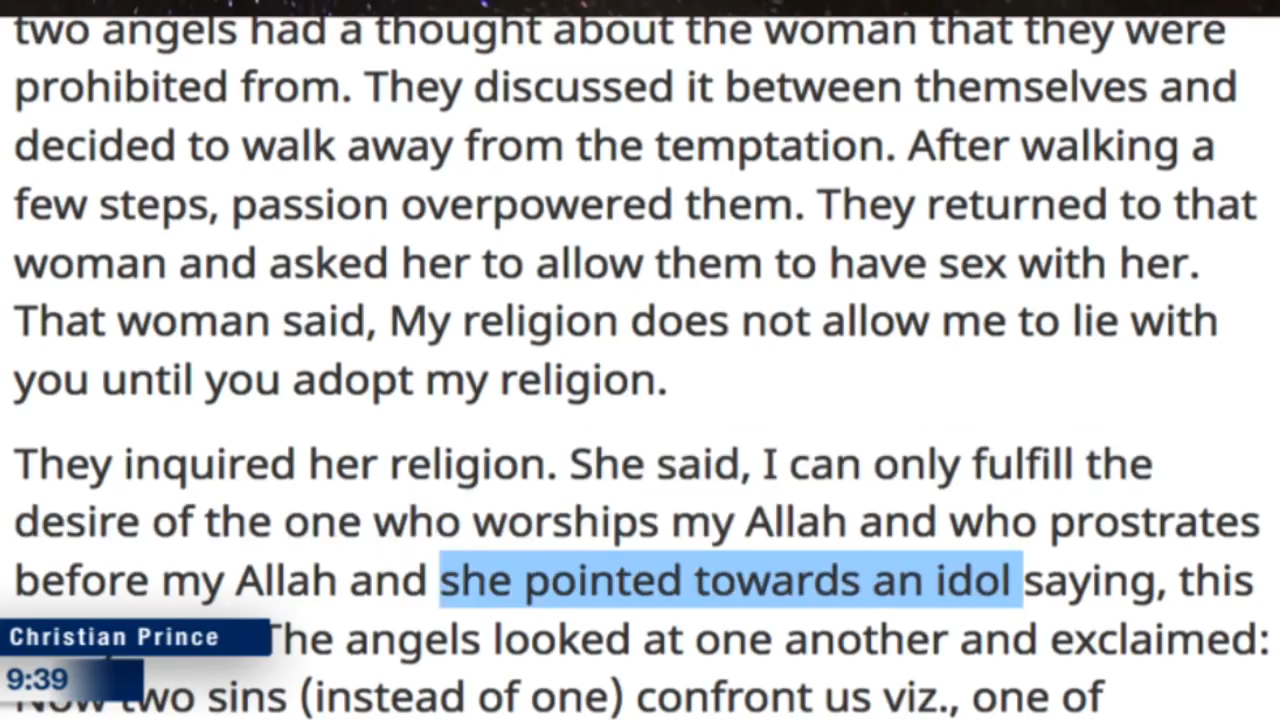 two angels had a thought about the woman that they were
prohibited from. They discussed it between themselves and
decided to walk away from the temptation. After walking a
few steps, passion overpowered them. They returned to that
woman and asked her to allow them to have sex with her.
That woman said, My religion does not allow me to lie with
you until you adopt my religion.
They inquired her religion. She said, I can only fulfill the
desire of the one who worships my Allah and who prostrates
before my Allah and she pointed towards an idol saying, this
Christian Prince
The angels looked at one another and exclaimed:
9:39
Now two sins (instead of one) confront us viz., one of